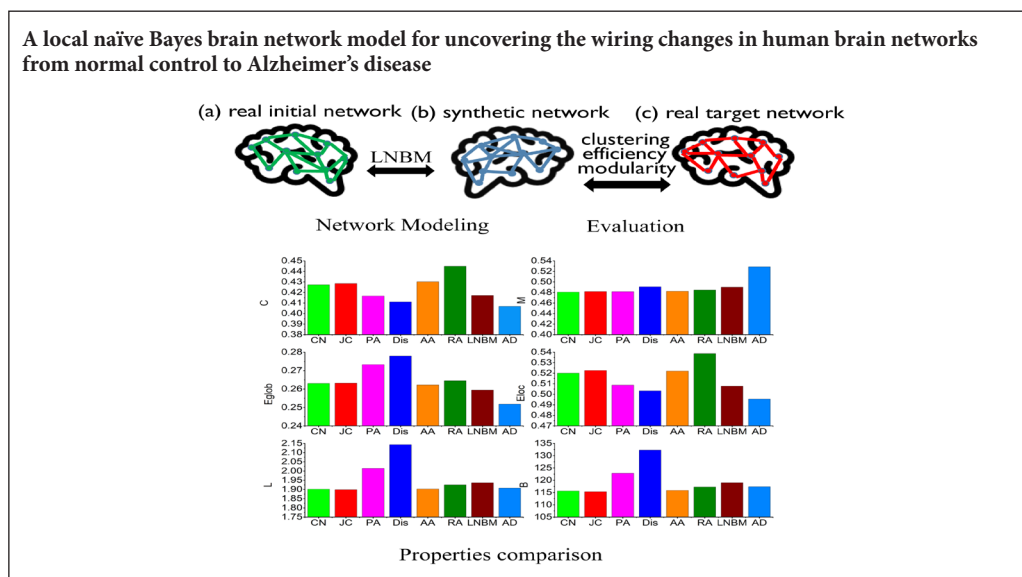 A local naïve Bayes brain network model for uncovering the wiring changes in human brain networks
from normal control to Alzheimer's disease
(a) real initial network (b) synthetic network (c) real target network
LNBM
clustering
efficiency
modularity
Network Modeling Evaluation
C
0.45
0.44
0.43
0.42
0.41
0.40
0.39
0.38
CN JC PA Dis AA RA LNBM AD
M
0.54
0.52
0.50
0.48
0.46
0.44
0.42
0.40
CN JC PA Dis AA RA LNBM AD
Eglob
0.28
0.27
0.26
0.25
0.24
CN JC PA Dis AA RA LNBM AD
Eloc
0.54
0.53
0.52
0.51
0.50
0.49
0.48
0.47
CN JC PA Dis AA RA LNBM AD
L
2.15
2.10
2.05
2.00
1.95
1.90
1.85
1.80
1.75
CN JC PA Dis AA RA LNBM AD
B
135
130
125
120
115
110
105
CN JC PA Dis AA RA LNBM AD
Properties comparison